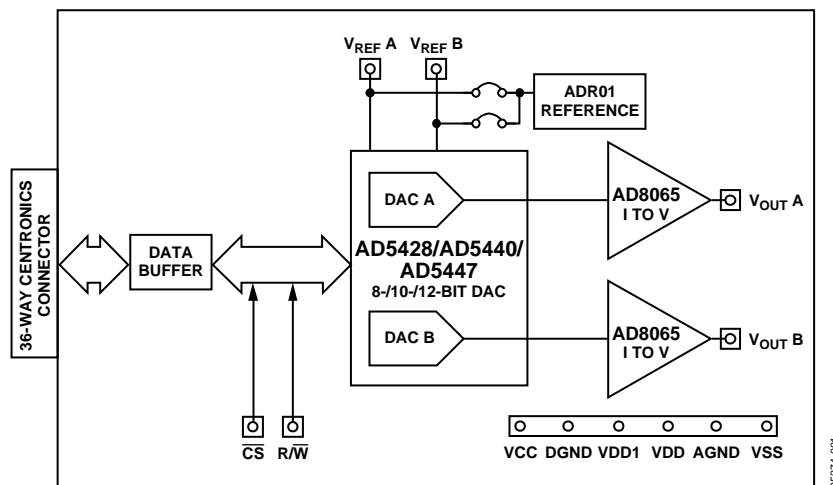 V_REF A V_REF B
ADR01
REFERENCE
36-WAY CENTRONICS
CONNECTOR
DATA
BUFFER
DAC A
AD5428/AD5440/
AD5447
8-/10-/12-BIT DAC
DAC B
AD8065
I TO V
V_OUT A
AD8065
I TO V
V_OUT B
C̅S̅ R/W̅
VCC DGND VDD1 VDD AGND VSS